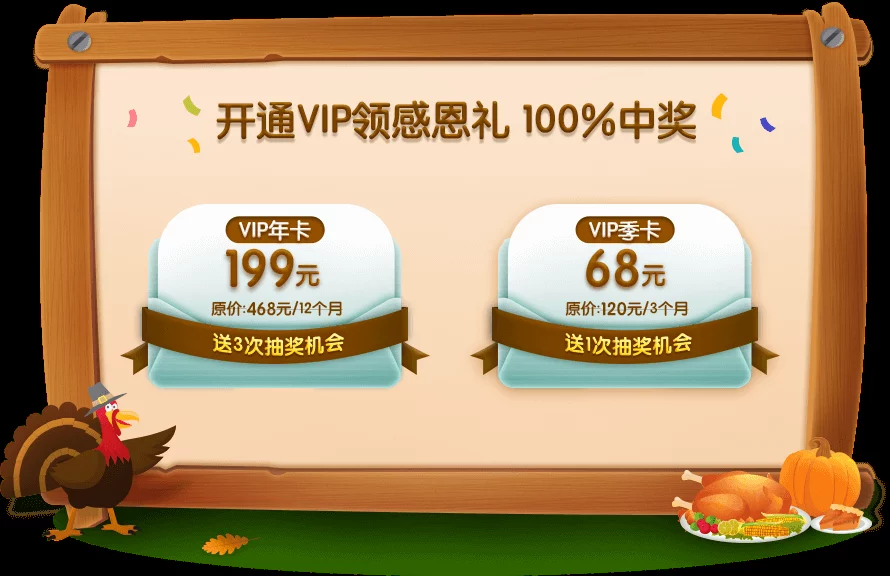 开通VIP领感恩礼 100%中奖
VIP年卡
199元
原价:468元/12个月
送3次抽奖机会
VIP季卡
68元
原价:120元/3个月
送1次抽奖机会